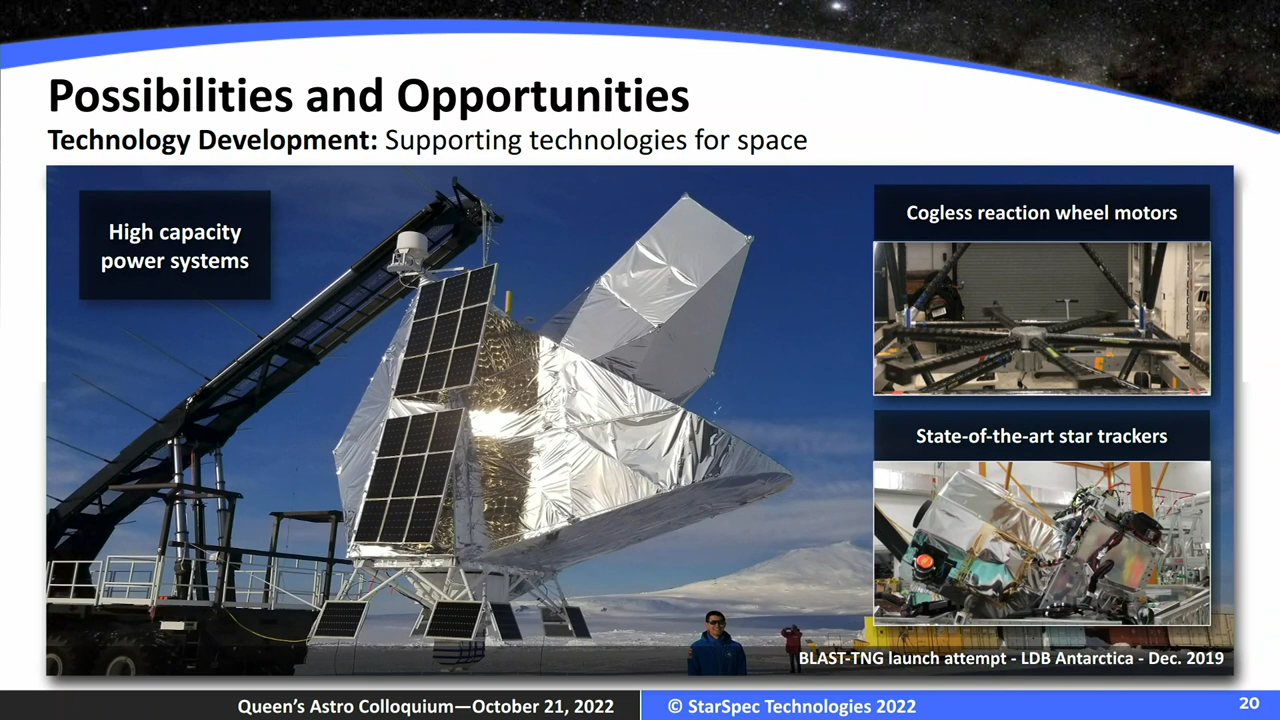 Possibilities and Opportunities
Technology Development: Supporting technologies for space
High capacity
power systems
Cogless reaction wheel motors
State-of-the-art star trackers
BLAST-TNG launch attempt - LDB Antarctica - Dec. 2019
Queen's Astro Colloquium—October 21, 2022
© StarSpec Technologies 2022
20